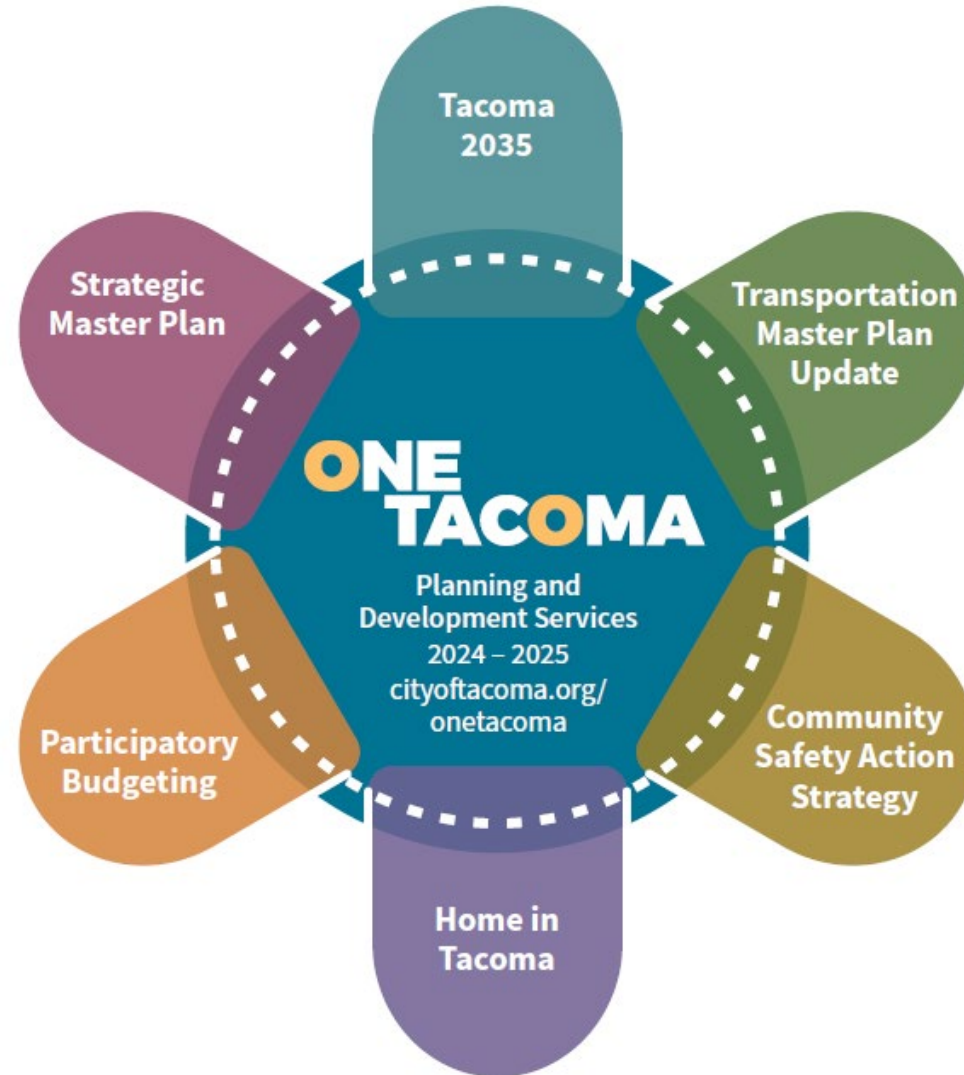 Tacoma
2035
Strategic
Master Plan
Transportation
Master Plan
Update
ONE
TACOMA
Planning and
Development Services
2024 – 2025
cityoftacoma.org/
onetacoma
Participatory
Budgeting
Community
Safety Action
Strategy
Home in
Tacoma